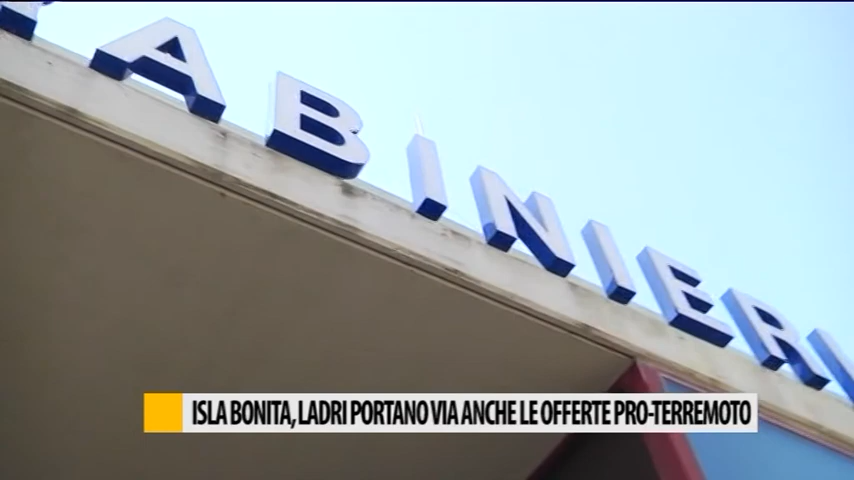 ABINIERI
ISLA BONITA, LADRI PORTANO VIA ANCHE LE OFFERTE PRO-TERREMOTO